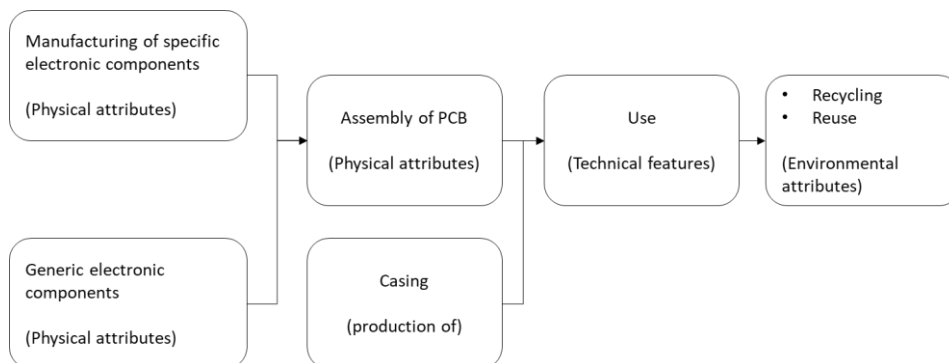 Manufacturing of specific
electronic components
(Physical attributes)
Generic electronic
components
(Physical attributes)
Assembly of PCB
(Physical attributes)
Casing
(production of)
Use
(Technical features)
• Recycling
• Reuse
(Environmental
attributes)